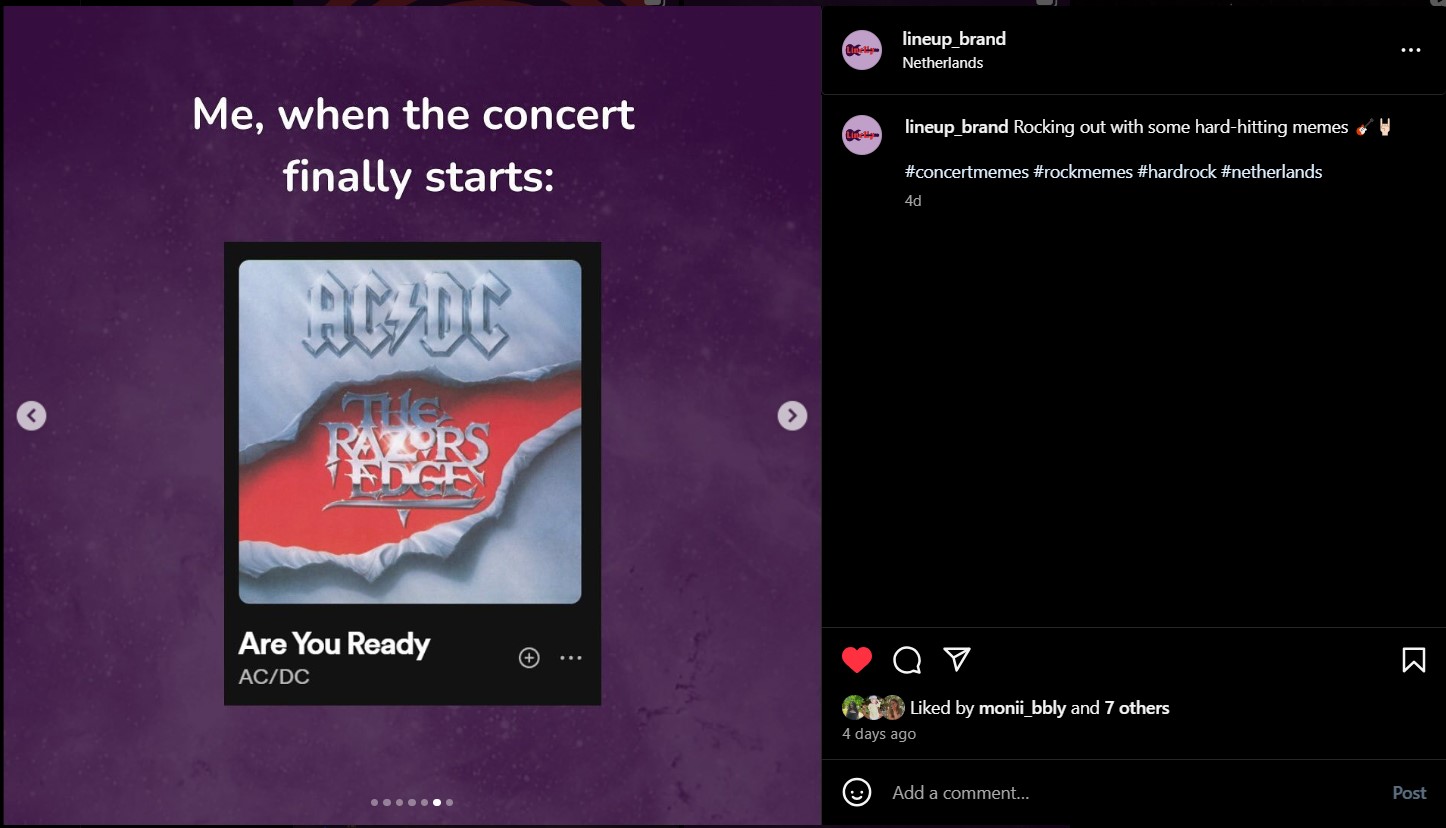 Me, when the concert
finally starts:
AC DC
THE
RAZORS
EDGE
Are You Ready
AC/DC
lineup_brand
Netherlands
lineup_brand Rocking out with some hard-hitting memes 🎸🤘🏻
#concertmemes #rockmemes #hardrock #netherlands
4d
Liked by monii_bbly and 7 others
4 days ago
Add a comment...
Post